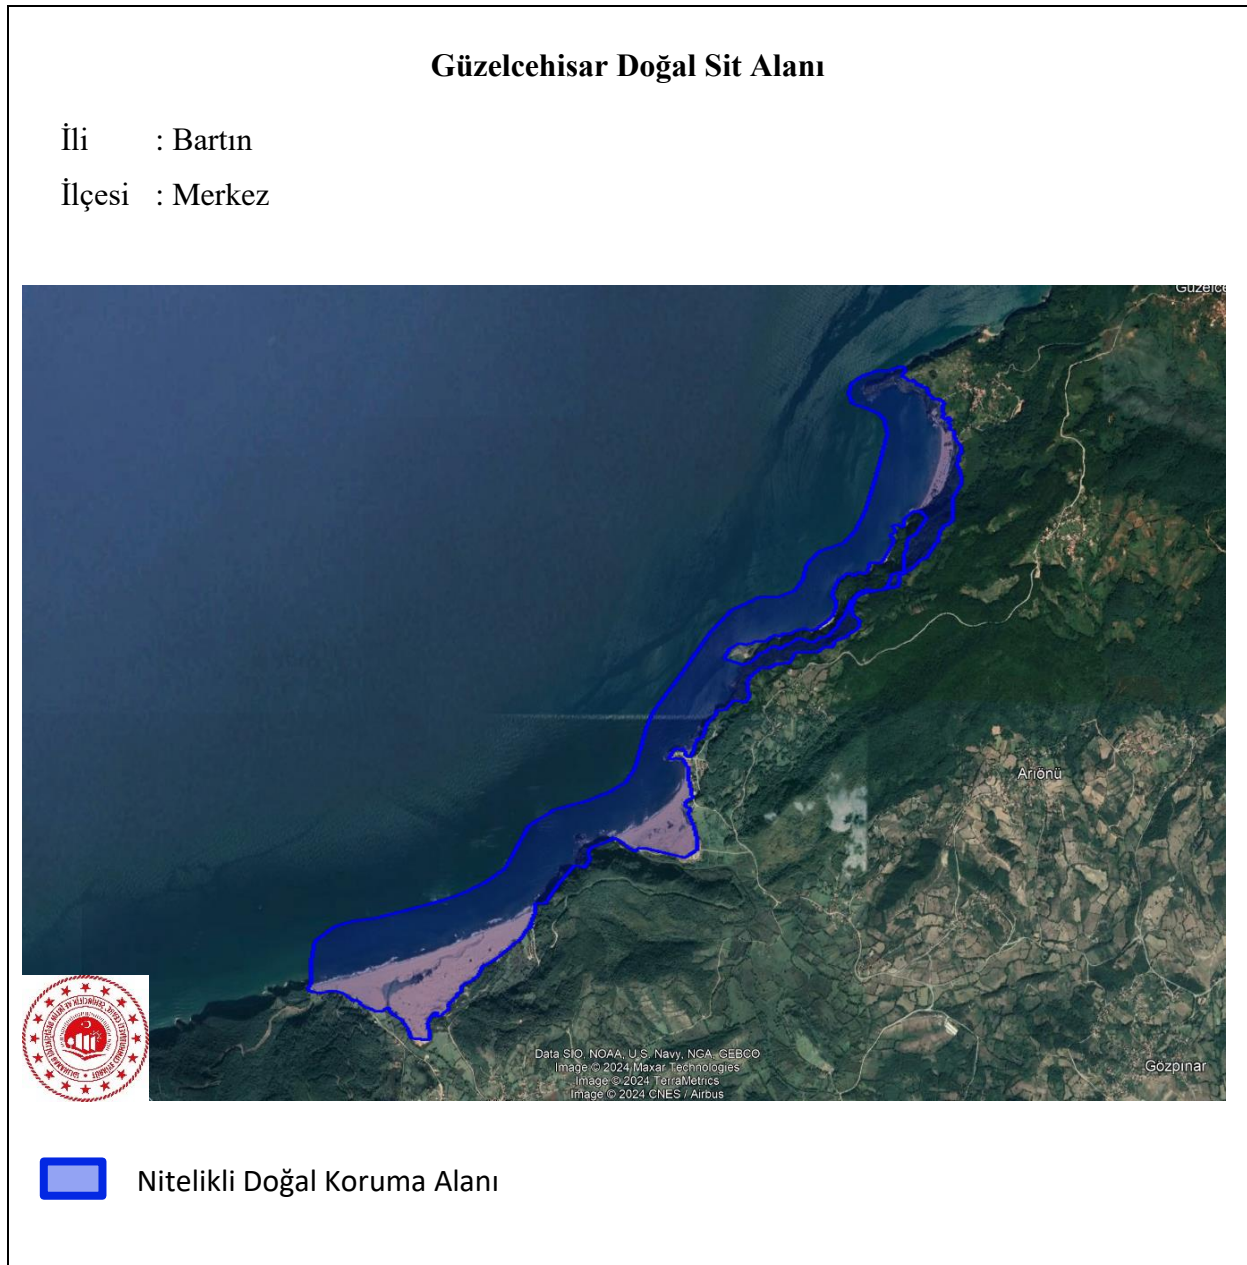 Güzelcehisar Doğal Sit Alanı
İli : Bartın
İlçesi : Merkez
Güzelce
Arıönü
Gözpınar
Data SIO, NOAA, U.S. Navy, NGA, GEBCO
Image © 2024 Maxar Technologies
Image © 2024 TerraMetrics
Image © 2024 CNES / Airbus
Nitelikli Doğal Koruma Alanı